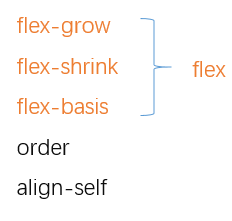 flex-grow
flex-shrink
flex-basis
flex
order
align-self